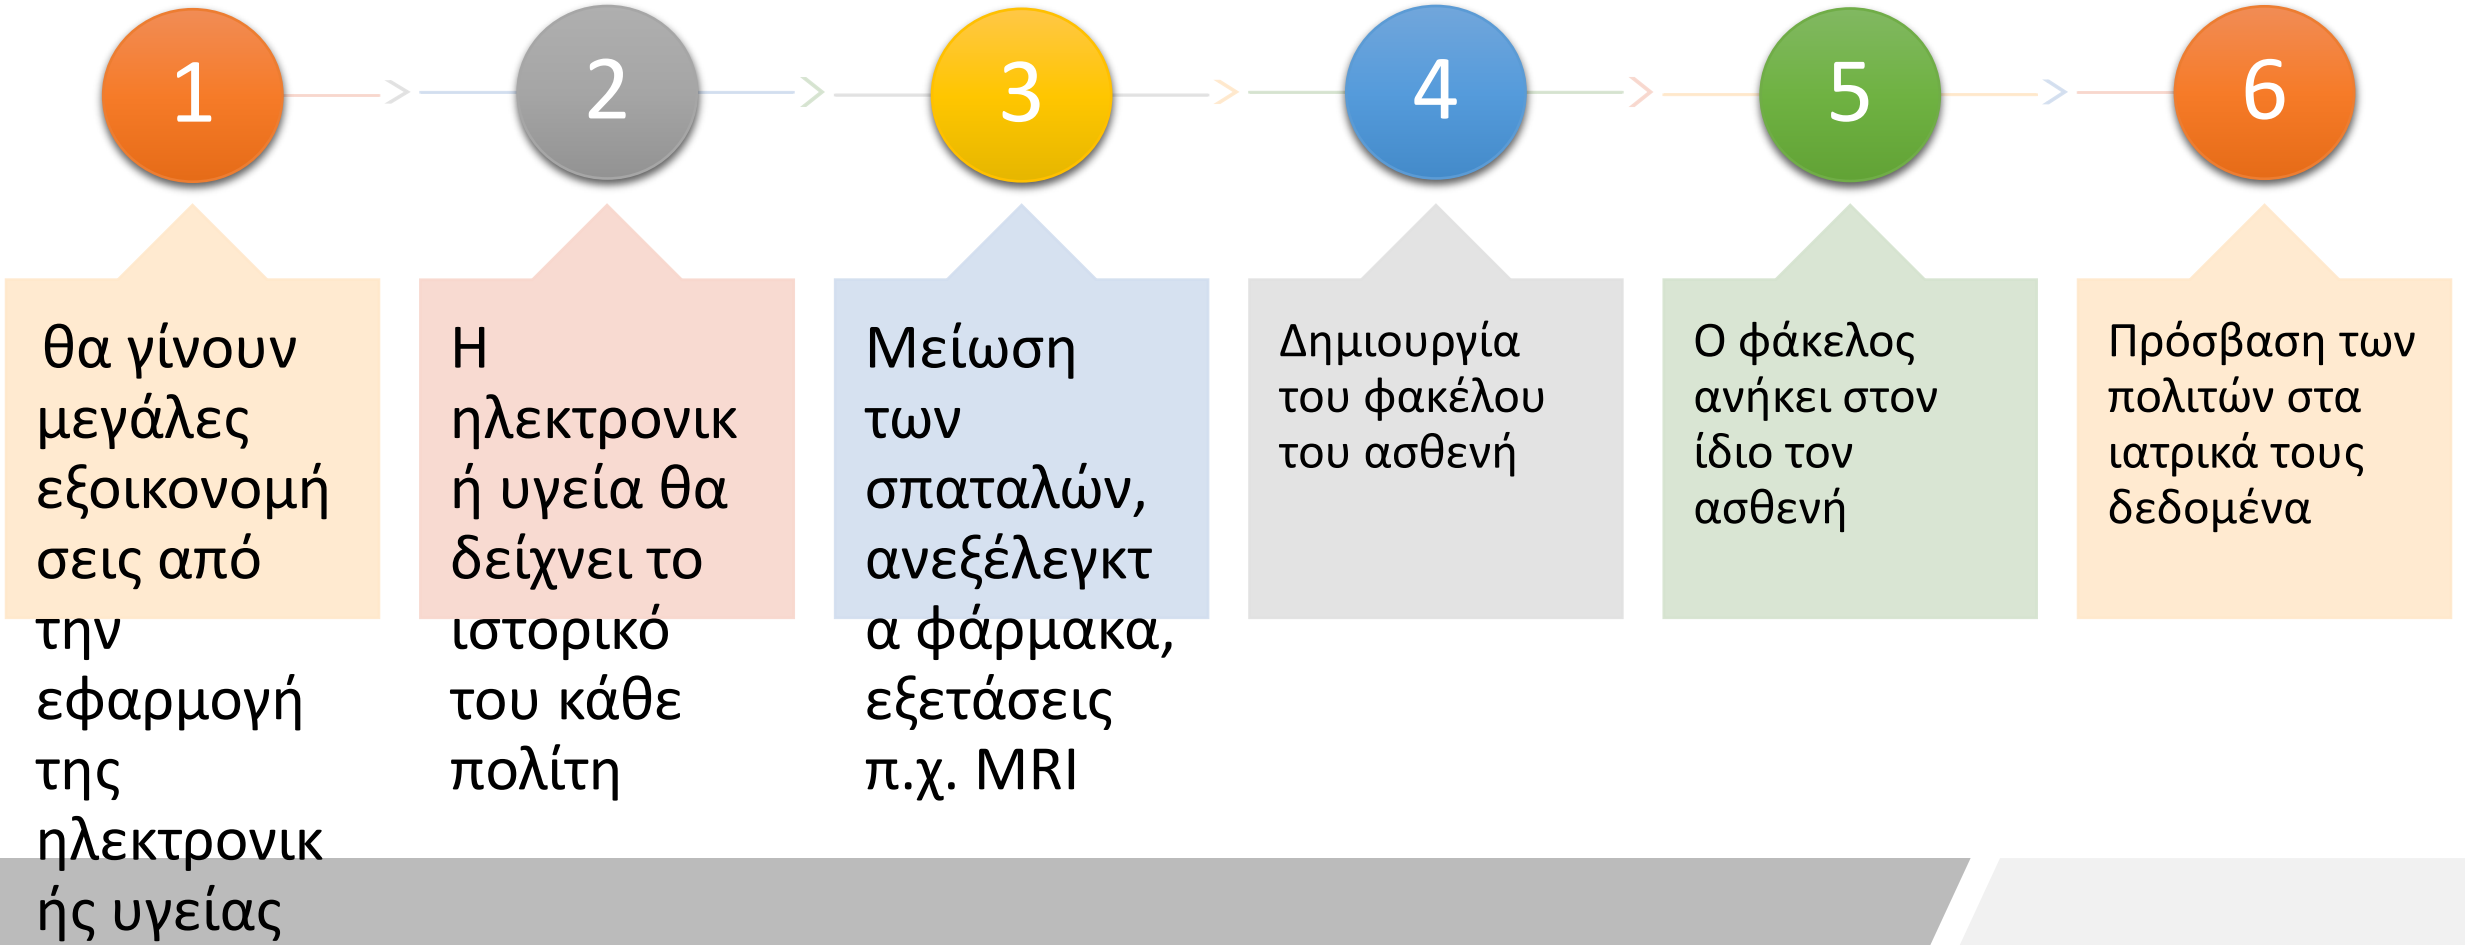 1
2
3
4
5
6
θα γίνουν
μεγάλες
εξοικονομή
σεις από
την
εφαρμογή
της
ηλεκτρονικ
ής υγείας
Η
ηλεκτρονικ
ή υγεία θα
δείχνει το
ιστορικό
του κάθε
πολίτη
Μείωση
των
σπαταλών,
ανεξέλεγκτ
α φάρμακα,
εξετάσεις
π.χ. MRI
Δημιουργία
του φακέλου
του ασθενή
Ο φάκελος
ανήκει στον
ίδιο τον
ασθενή
Πρόσβαση των
πολιτών στα
ιατρικά τους
δεδομένα